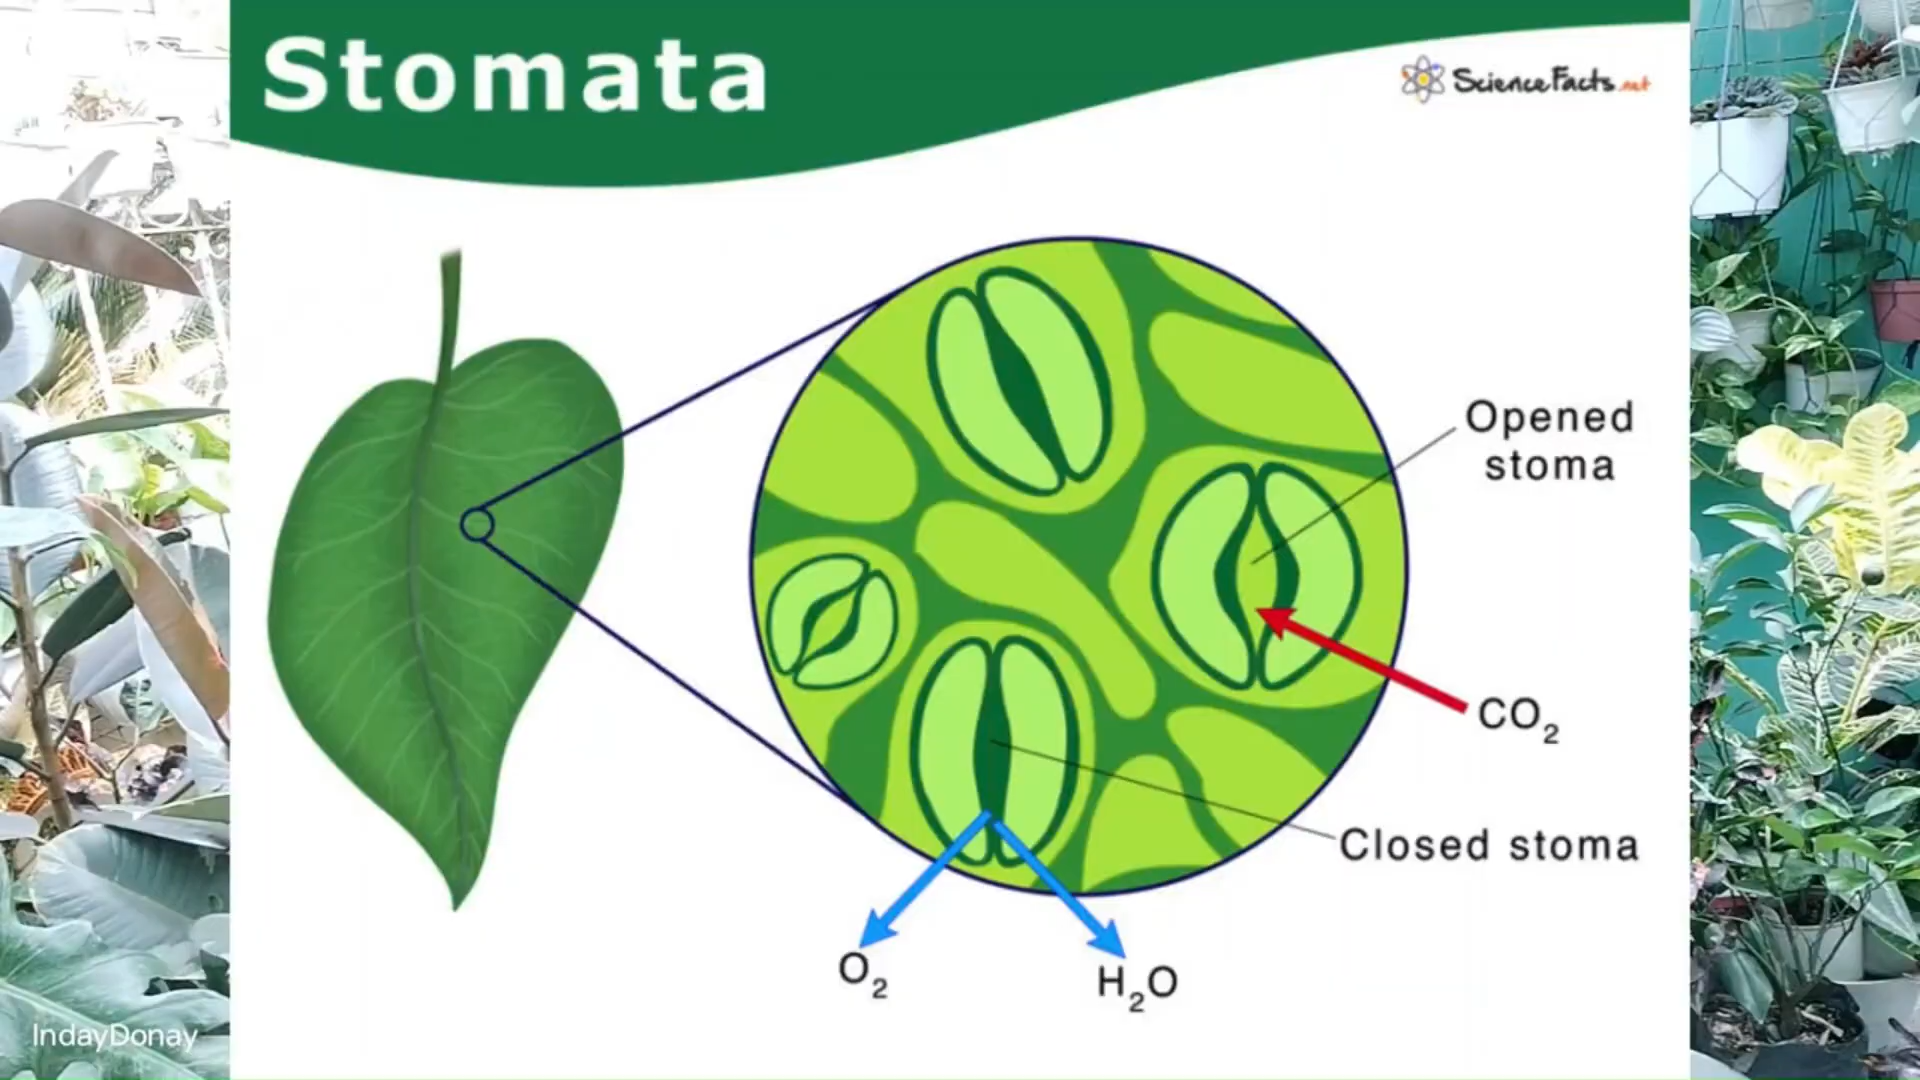 Stomata
ScienceFacts.net
Opened
stoma
CO₂
Closed stoma
O₂
H₂O
IndayDonay